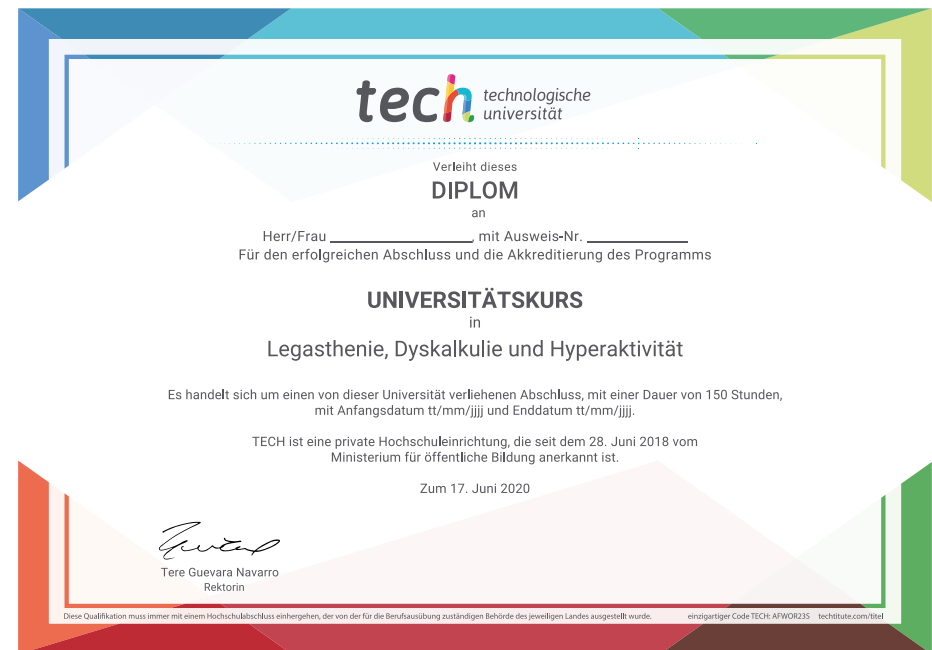 tech technologische
universität
Verleiht dieses
DIPLOM
an
Herr/Frau ____________________, mit Ausweis-Nr. ______________
Für den erfolgreichen Abschluss und die Akkreditierung des Programms
UNIVERSITÄTSKURS
in
Legasthenie, Dyskalkulie und Hyperaktivität
Es handelt sich um einen von dieser Universität verliehenen Abschluss, mit einer Dauer von 150 Stunden,
mit Anfangsdatum tt/mm/jjjj und Enddatum tt/mm/jjjj.
TECH ist eine private Hochschuleinrichtung, die seit dem 28. Juni 2018 vom
Ministerium für öffentliche Bildung anerkannt ist.
Zum 17. Juni 2020
Tere Guevara Navarro
Rektorin
Diese Qualifikation muss immer mit einem Hochschulabschluss einhergehen, der von der für die Berufsausübung zuständigen Behörde des jeweiligen Landes ausgestellt wurde. einzigartiger Code TECH: AFWOR23S techtitute.com/titel